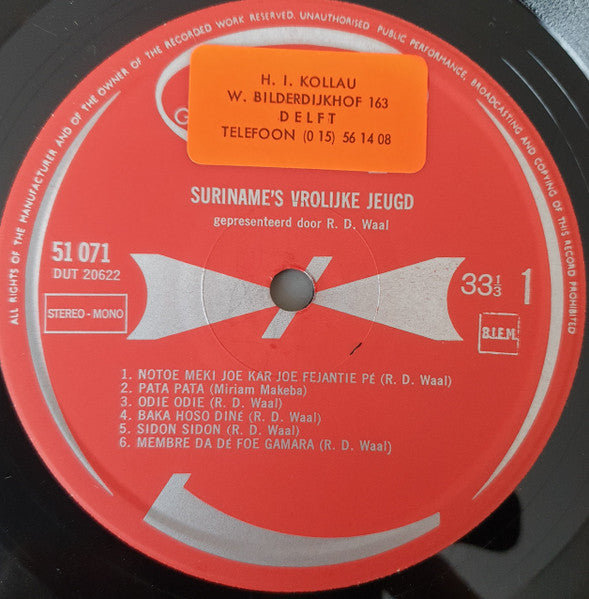 ALL RIGHTS OF THE MANUFACTURER AND OF THE OWNER OF THE RECORDED WORK RESERVED. UNAUTHORISED PUBLIC PERFORMANCE, BROADCASTING AND COPYING OF THIS RECORD PROHIBITED
H. I. KOLLAU
W. BILDERDIJKHOF 163
DELFT
TELEFOON (0 15) 56 14 08
SURINAME'S VROLIJKE JEUGD
gepresenteerd door R. D. Waal
51 071
DUT 20622
STEREO - MONO
33 1/3 1
B.I.E.M.
1. NOTOE MEKI JOE KAR JOE FEJANTIE PÉ (R. D. Waal)
2. PATA PATA (Miriam Makeba)
3. ODIE ODIE (R. D. Waal)
4. BAKA HOSO DINÉ (R. D. Waal)
5. SIDON SIDON (R. D. Waal)
6. MEMBRE DA DÉ FOE GAMARA (R. D. Waal)